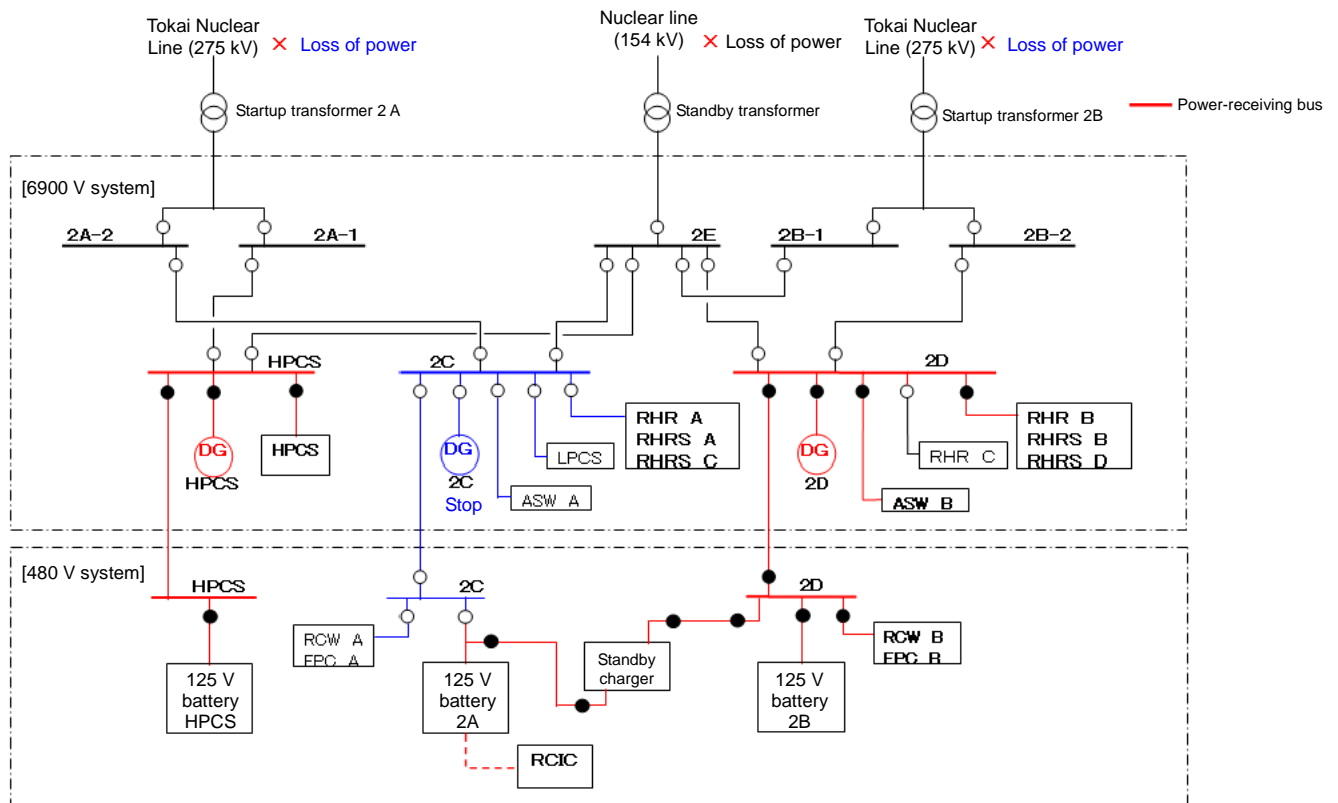 Tokai Nuclear
Line (275 kV)
× Loss of power
Nuclear line
(154 kV)
× Loss of power
Tokai Nuclear
Line (275 kV)
× Loss of power
Startup transformer 2 A
Standby transformer
Startup transformer 2B
Power-receiving bus
[6900 V system]
2A-2
2A-1
2E
2B-1
2B-2
HPCS
2C
2D
DG
HPCS
HPCS
DG
2C
Stop
ASW A
LPCS
RHR A
RHRS A
RHRS C
DG
2D
ASW B
RHR C
RHR B
RHRS B
RHRS D
[480 V system]
HPCS
2C
2D
125 V
battery
HPCS
RCW A
FPC A
125 V
battery
2A
RCIC
Standby
charger
125 V
battery
2B
RCW B
FPC B